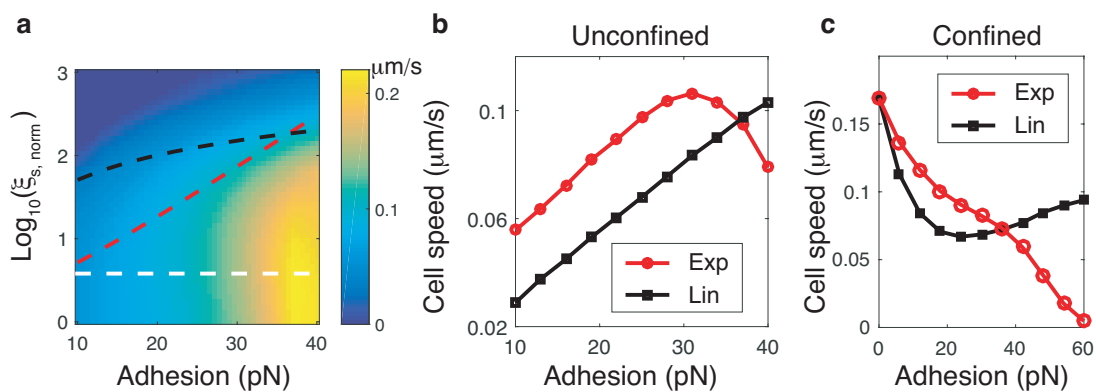 a
μm/s
Log10(ξs, norm)
3
2
1
0
10
20
30
40
Adhesion (pN)
0.2
0.1
0
b
Unconfined
Cell speed (μm/s)
0.1
0.06
0.02
Exp
Lin
10
20
30
40
Adhesion (pN)
c
Confined
Cell speed (μm/s)
0.15
0.1
0.05
0
Exp
Lin
0
20
40
60
Adhesion (pN)